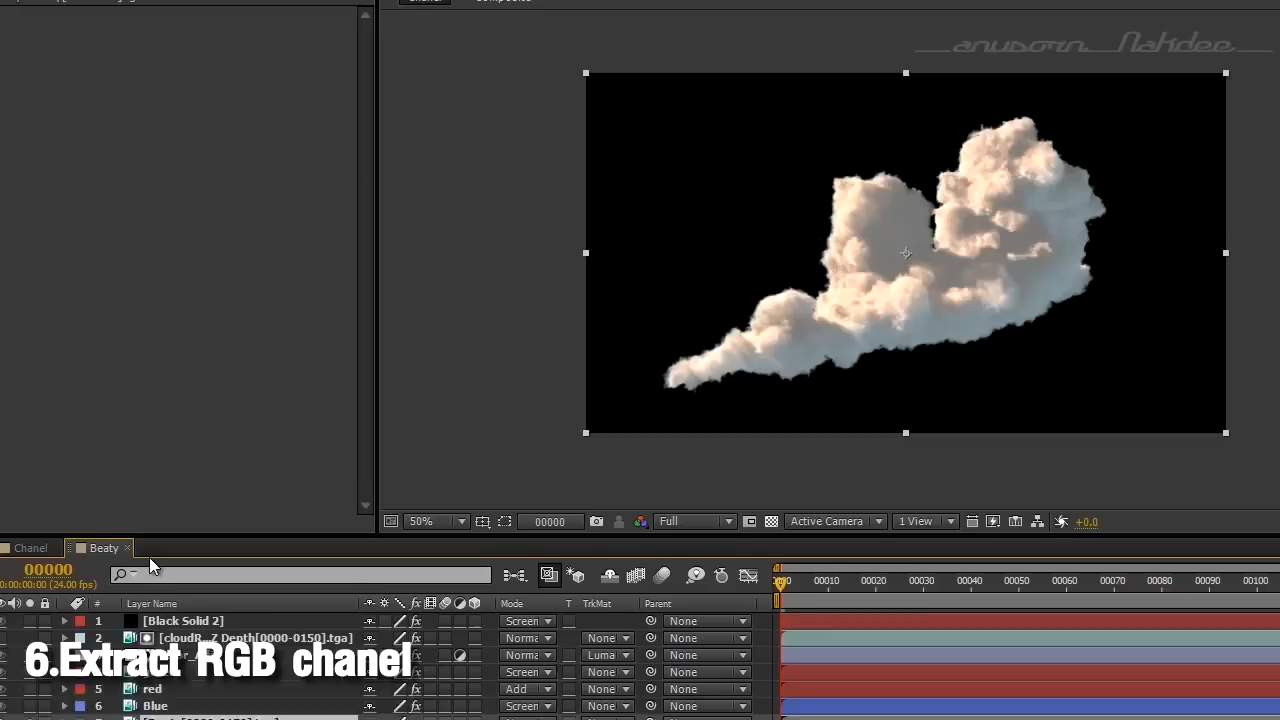 anusorn Nakdee
50%
00000
Full
Active Camera
1 View
+0.0
Chanel
Beaty ×
00000
0:00:00:00 (24.00 fps)
00010 00020 00030 00040 00050 00060 00070 00080 00090 00100
# Layer Name Mode T TrkMat Parent
1 [Black Solid 2] Screen None
2 [cloudR...Z Depth[0000-0150].tga] Norma None None
Norma Luma None
Screen None None
5 red Add None None
6 Blue Screen None None
6.Extract RGB chanel